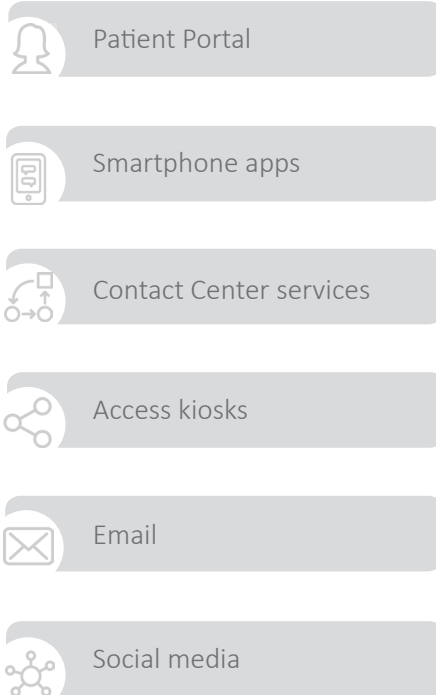 Patient Portal
Smartphone apps
Contact Center services
Access kiosks
Email
Social media